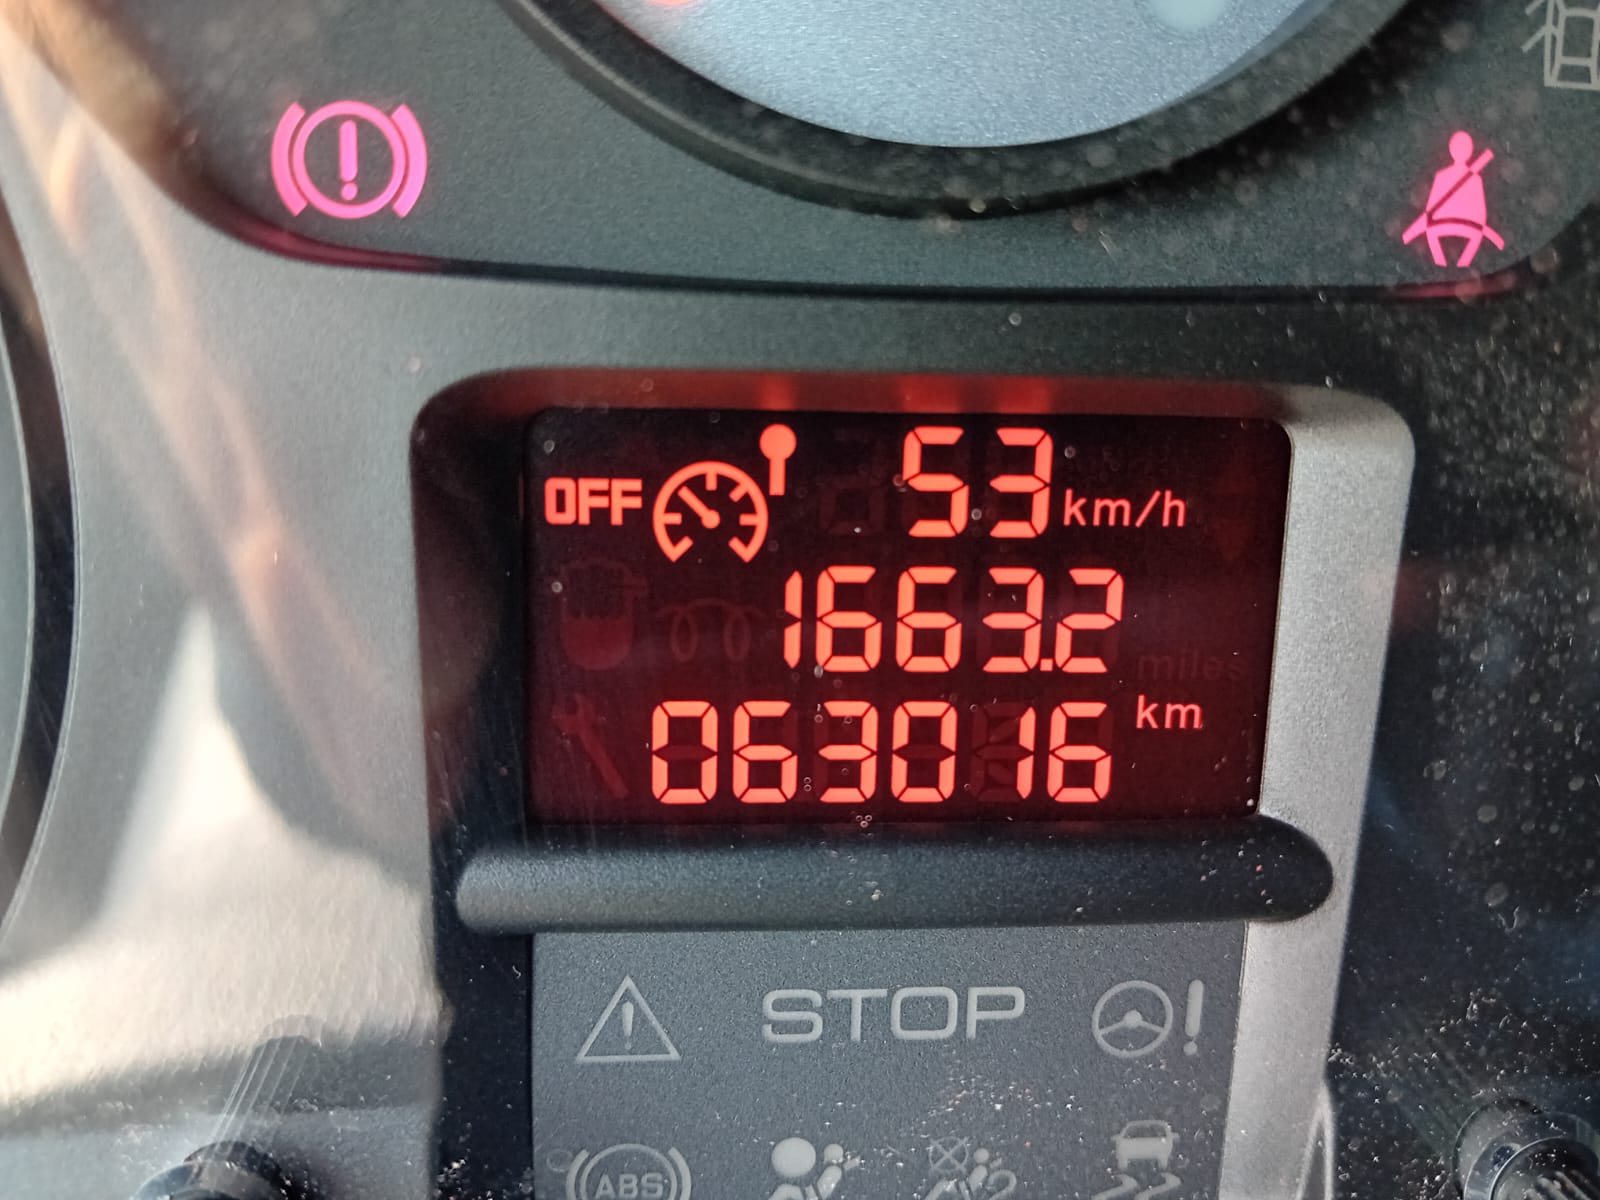 OFF 53 km/h
1663.2
miles
km
063016
STOP
ABS